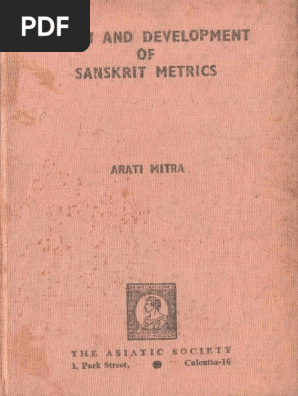 PDF
AND DEVELOPMENT
OF
SANSKRIT METRICS
ARATI MITRA
THE ASIATIC SOCIETY
1, Park Street, Calcutta-16